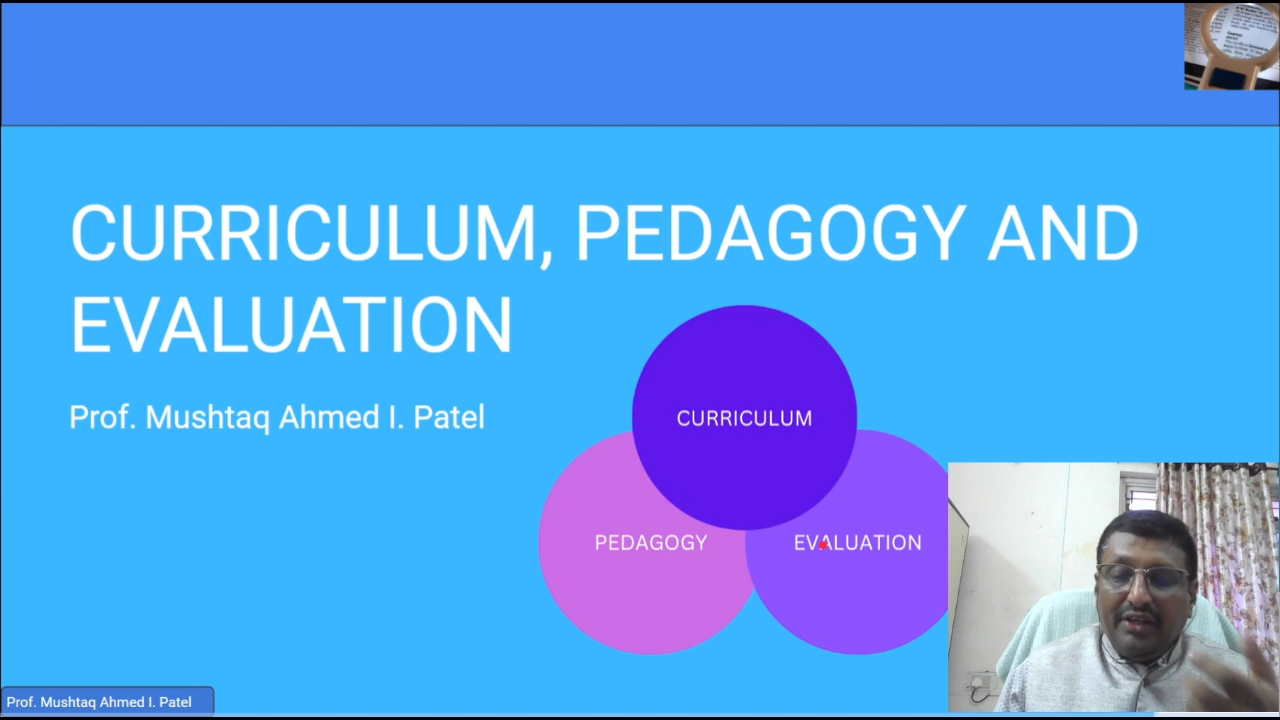 CURRICULUM, PEDAGOGY AND
EVALUATION
Prof. Mushtaq Ahmed I. Patel
CURRICULUM
PEDAGOGY
EVALUATION
Prof. Mushtaq Ahmed I. Patel